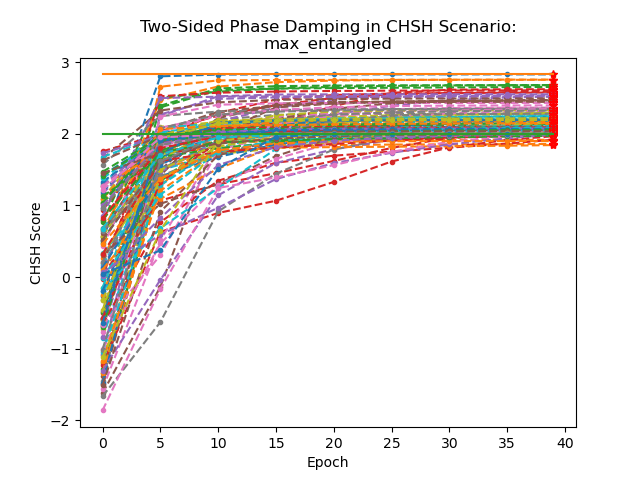 Two-Sided Phase Damping in CHSH Scenario:
max_entangled
3
2
1
0
−1
−2
CHSH Score
0 5 10 15 20 25 30 35 40
Epoch